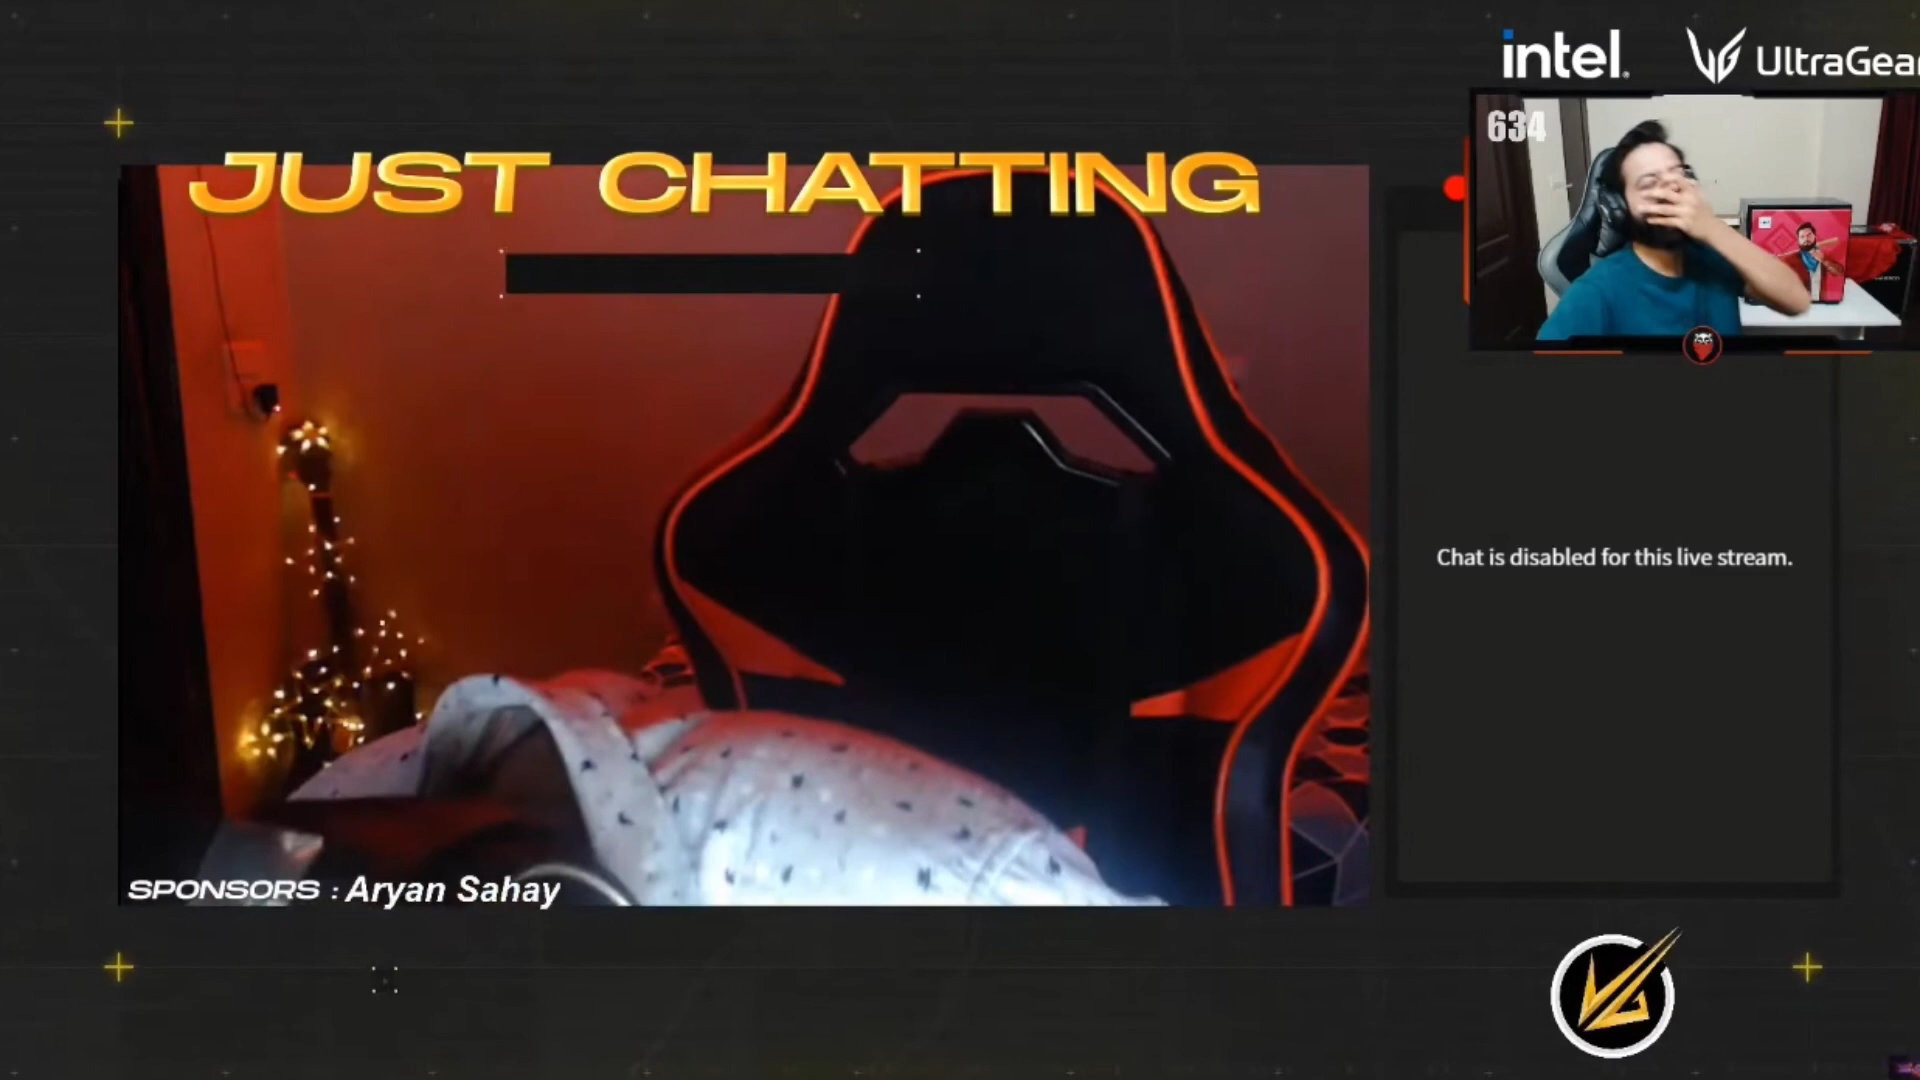 intel.
UltraGear
634
JUST CHATTING
Chat is disabled for this live stream.
SPONSORS : Aryan Sahay